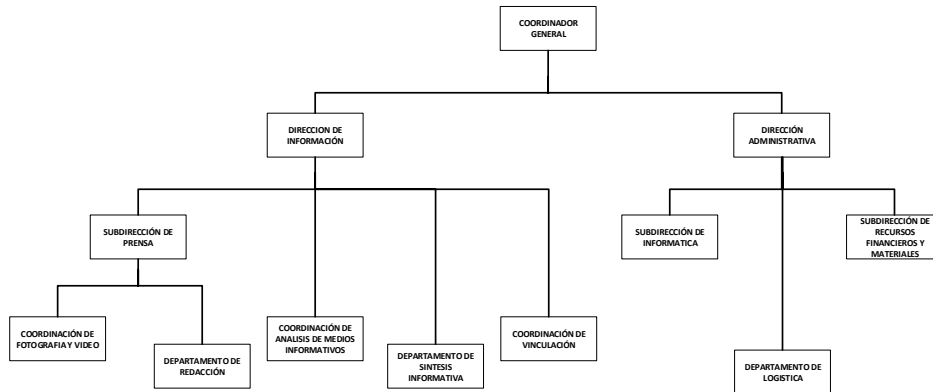 COORDINADOR
GENERAL
DIRECCION DE
INFORMACIÓN
DIRECCIÓN
ADMINISTRATIVA
SUBDIRECCIÓN DE
PRENSA
SUBDIRECCIÓN DE
INFORMATICA
SUBDIRECCIÓN DE
RECURSOS
FINANCIEROS Y
MATERIALES
COORDINACIÓN DE
FOTOGRAFIA Y VIDEO
DEPARTAMENTO DE
REDACCIÓN
COORDINACIÓN DE
ANALISIS DE MEDIOS
INFORMATIVOS
DEPARTAMENTO DE
SINTESIS
INFORMATIVA
COORDINACIÓN DE
VINCULACIÓN
DEPARTAMENTO DE
LOGISTICA